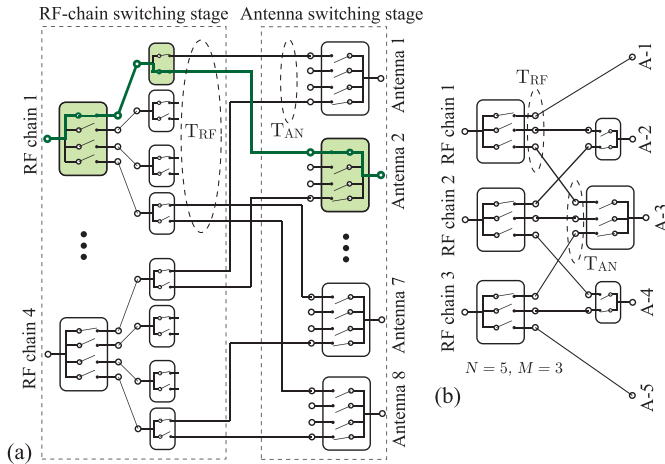 RF-chain switching stage
Antenna switching stage
RF chain 1
RF chain 4
T_RF
T_AN
Antenna 1
Antenna 2
Antenna 7
Antenna 8
(a)
RF chain 1
RF chain 2
RF chain 3
T_RF
T_AN
A-1
A-2
A-3
A-4
A-5
N = 5, M = 3
(b)